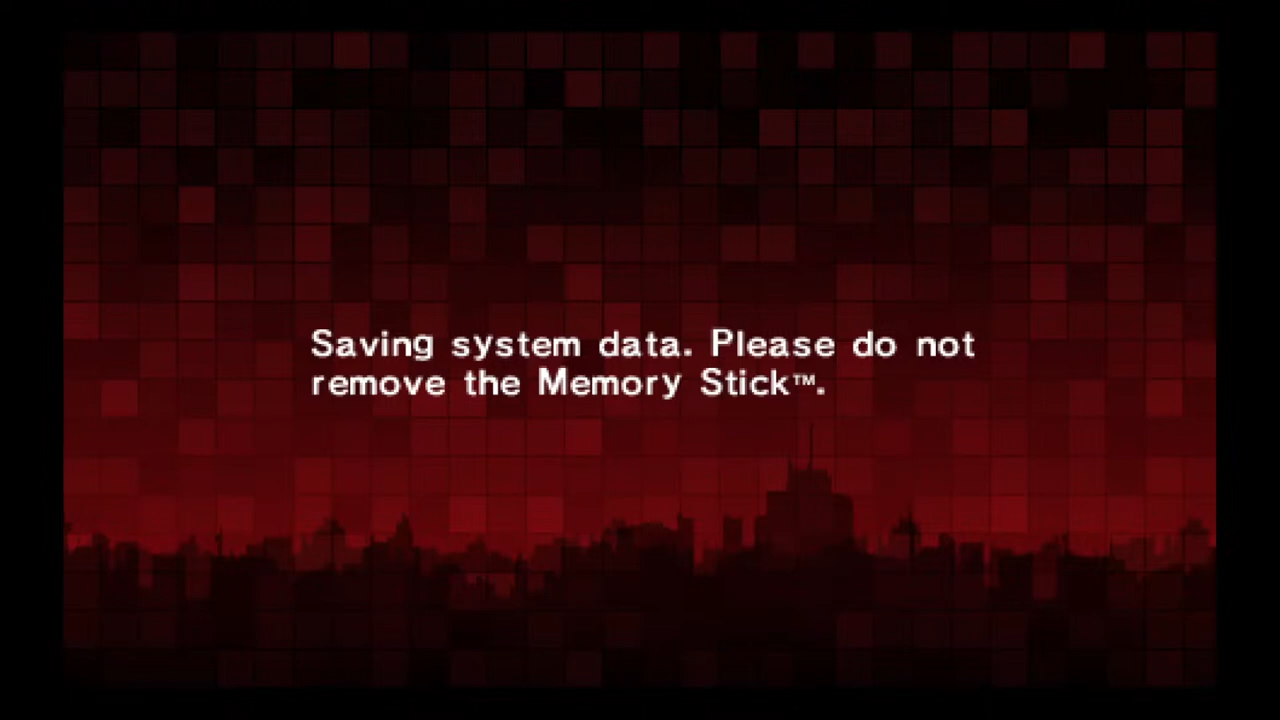 Saving system data. Please do not
remove the Memory Stick™.